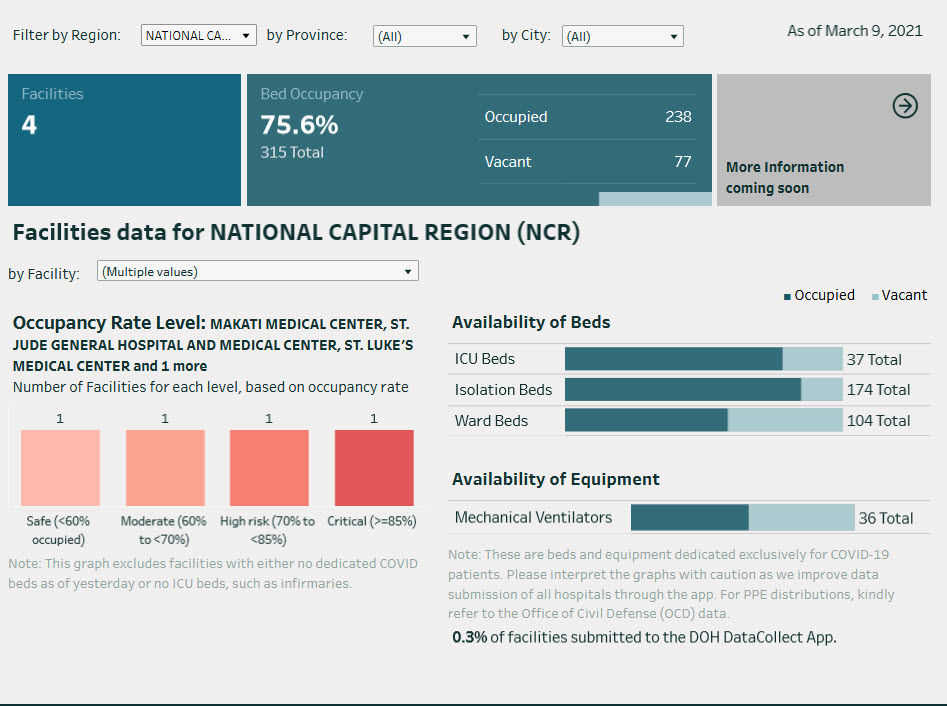 Filter by Region: NATIONAL CA... by Province: (All) by City: (All) As of March 9, 2021
Facilities
4
Bed Occupancy
75.6%
315 Total
Occupied 238
Vacant 77
More Information
coming soon
Facilities data for NATIONAL CAPITAL REGION (NCR)
by Facility: (Multiple values)
Occupied Vacant
Occupancy Rate Level: MAKATI MEDICAL CENTER, ST.
JUDE GENERAL HOSPITAL AND MEDICAL CENTER, ST. LUKE'S
MEDICAL CENTER and 1 more
Number of Facilities for each level, based on occupancy rate
1 1 1 1
Safe (<60% Moderate (60% High risk (70% to Critical (>=85%)
occupied) to <70%) <85%)
Note: This graph excludes facilities with either no dedicated COVID
beds as of yesterday or no ICU beds, such as infirmaries.
Availability of Beds
ICU Beds 37 Total
Isolation Beds 174 Total
Ward Beds 104 Total
Availability of Equipment
Mechanical Ventilators 36 Total
Note: These are beds and equipment dedicated exclusively for COVID-19
patients. Please interpret the graphs with caution as we improve data
submission of all hospitals through the app. For PPE distributions, kindly
refer to the Office of Civil Defense (OCD) data.
0.3% of facilities submitted to the DOH DataCollect App.